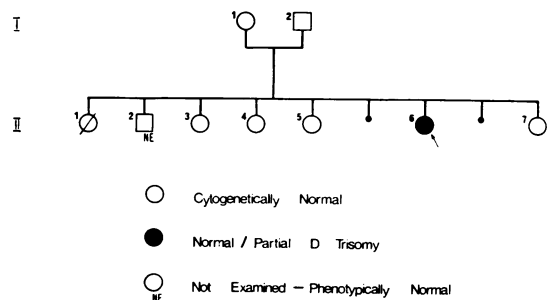 I
1 2
II
1 2 3 4 5 6 7
NE
Cytogenetically Normal
Normal / Partial D Trisomy
Not Examined - Phenotypically Normal
NE